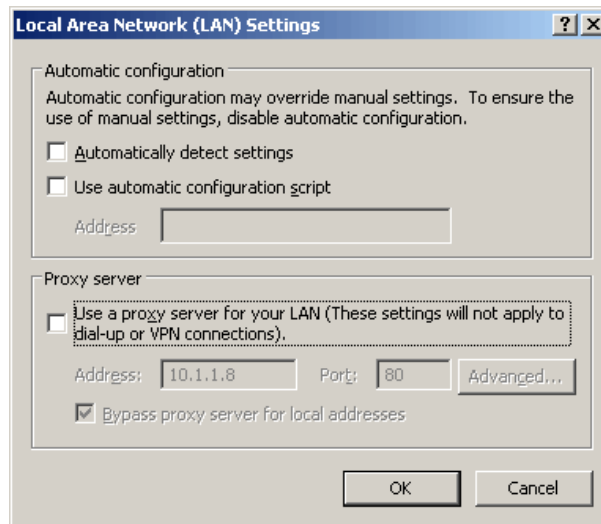 Local Area Network (LAN) Settings
Automatic configuration
Automatic configuration may override manual settings. To ensure the
use of manual settings, disable automatic configuration.
Automatically detect settings
Use automatic configuration script
Address
Proxy server
Use a proxy server for your LAN (These settings will not apply to
dial-up or VPN connections).
Address: 10.1.1.8 Port: 80 Advanced...
Bypass proxy server for local addresses
OK Cancel